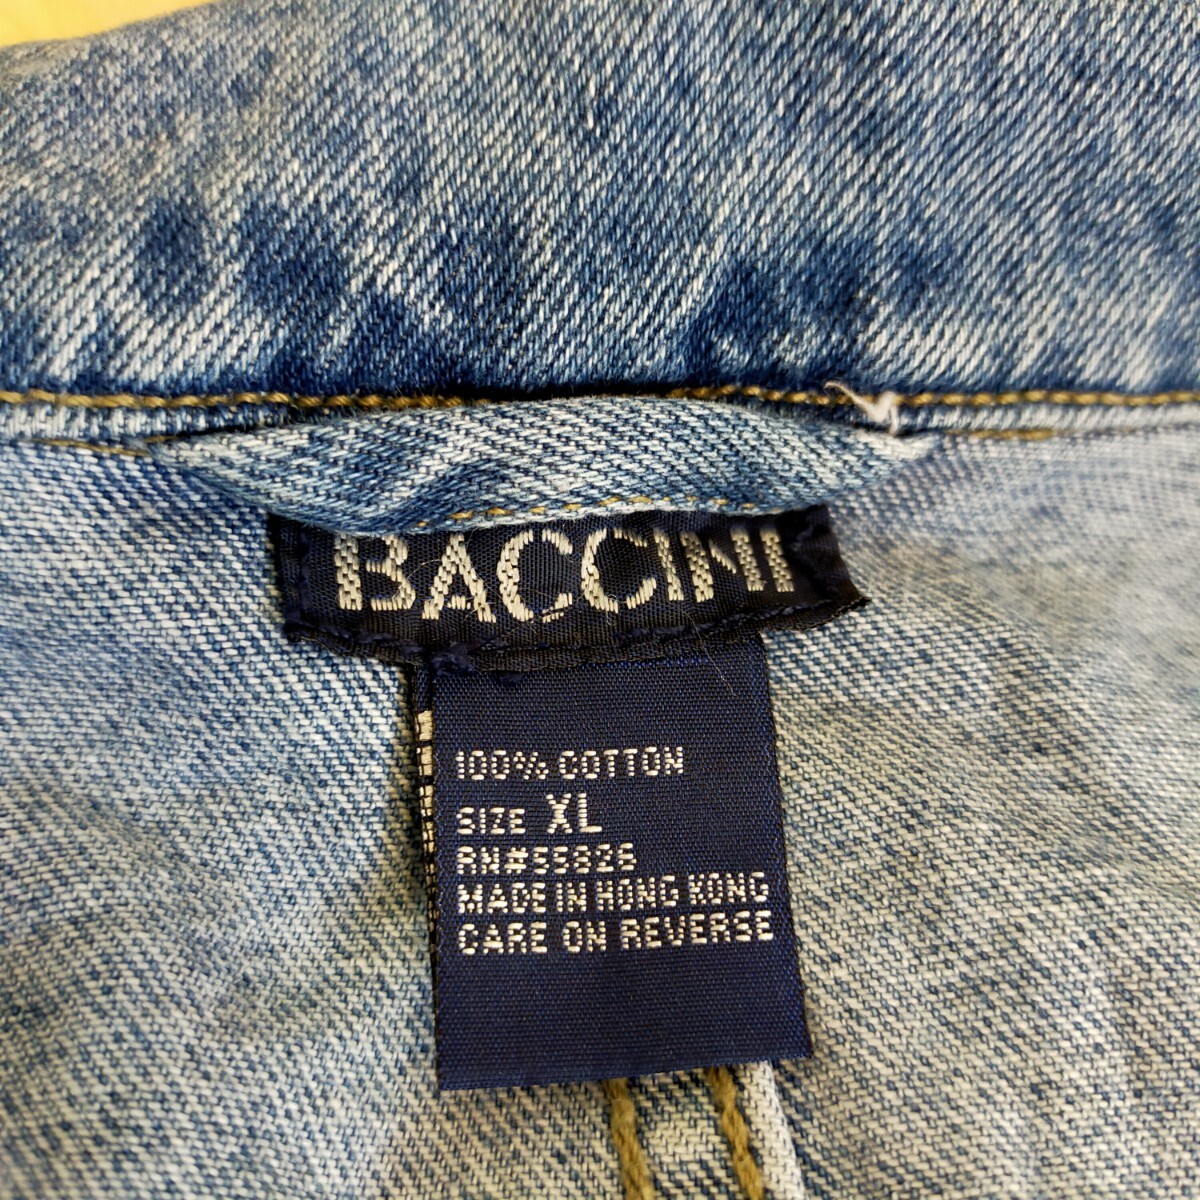 BACCINI
100% COTTON
SIZE XL
RN#55826
MADE IN HONG KONG
CARE ON REVERSE